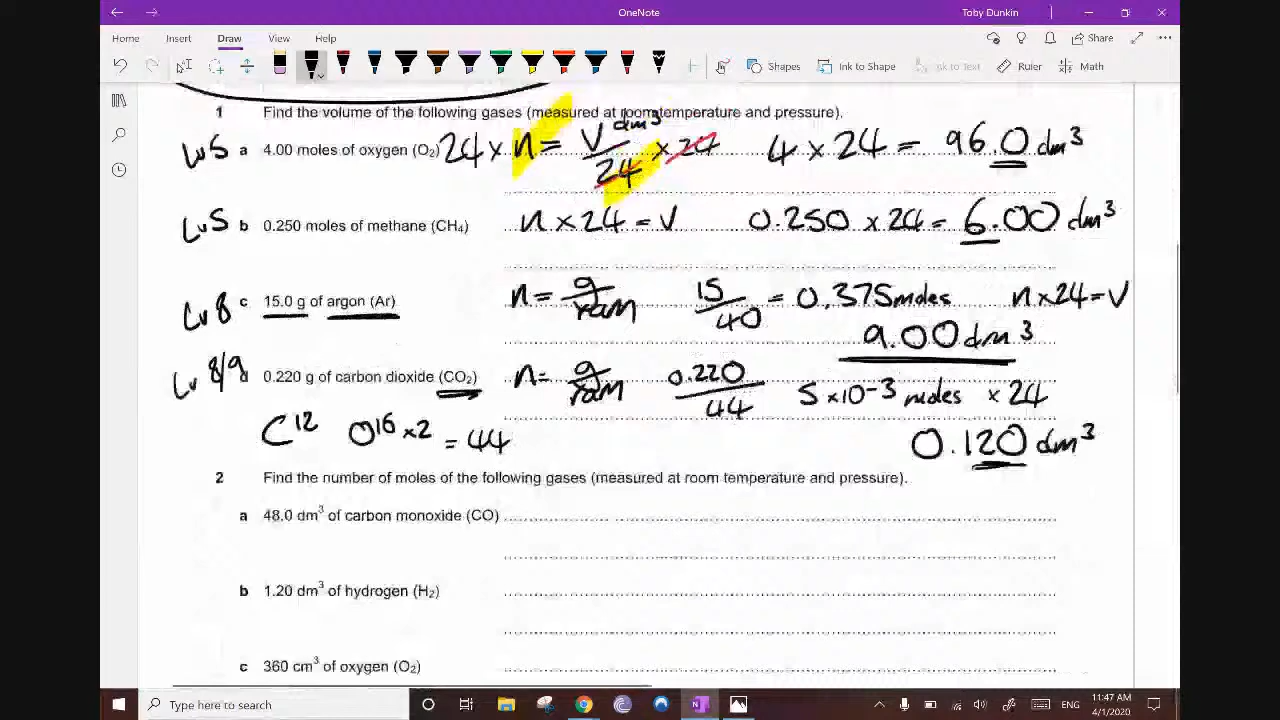 OneNote
Toby Dunkin
Home Insert Draw View Help
Share
Shapes Ink to Shape Ink to Text Ruler Math
1 Find the volume of the following gases (measured at room temperature and pressure).
Lv5 a 4.00 moles of oxygen (O₂) 24 × n = V dm³ / 24 × 24 4 × 24 = 96.0 dm³
Lv5 b 0.250 moles of methane (CH₄) n × 24 = V 0.250 × 24 = 6.00 dm³
Lv 8 c 15.0 g of argon (Ar) n = g / ram 15 / 40 = 0.375 moles n × 24 = V
9.00 dm³
Lv 8/9 d 0.220 g of carbon dioxide (CO₂) n = g / ram 0.220 / 44 5 × 10⁻³ moles × 24
C¹² O¹⁶ × 2 = 44 0.120 dm³
2 Find the number of moles of the following gases (measured at room temperature and pressure).
a 48.0 dm³ of carbon monoxide (CO)
b 1.20 dm³ of hydrogen (H₂)
c 360 cm³ of oxygen (O₂)
Type here to search
ENG
11:47 AM
4/1/2020